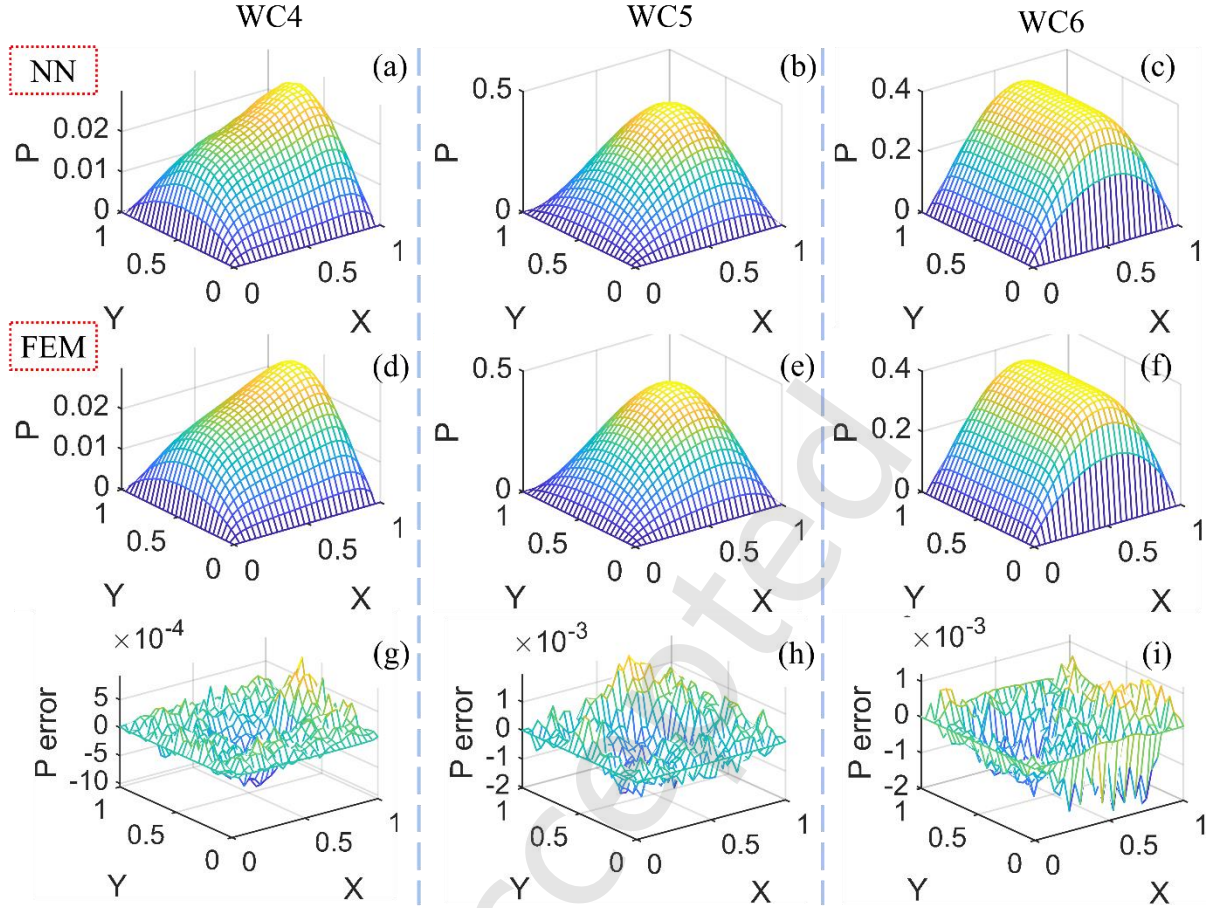 WC4 WC5 WC6
NN (a) (b) (c)
P 0.02 0.01 0 1 0.5 0 Y 0 0.5 1 X
P 0.5 0 1 0.5 0 Y 0 0.5 1 X
P 0.4 0.2 0 1 0.5 0 Y 0 0.5 1 X
FEM (d) (e) (f)
P 0.02 0.01 0 1 0.5 0 Y 0 0.5 1 X
P 0.5 0 1 0.5 0 Y 0 0.5 1 X
P 0.4 0.2 0 1 0.5 0 Y 0 0.5 1 X
×10-4 (g) ×10-3 (h) ×10-3 (i)
P error 5 0 -5 -10 1 0.5 0 Y 0 0.5 1 X
P error 1 0 -1 -2 1 0.5 0 Y 0 0.5 1 X
P error 1 0 -1 -2 1 0.5 0 Y 0 0.5 1 X
cepted